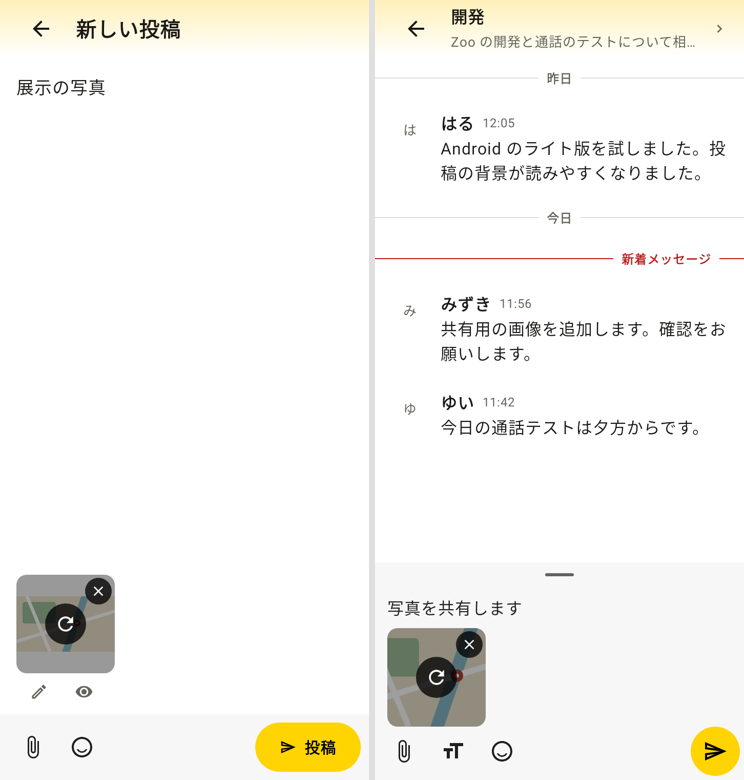 新しい投稿
展示の写真
投稿
開発
Zoo の開発と通話のテストについて相...
昨日
は
はる 12:05
Android のライト版を試しました。投
稿の背景が読みやすくなりました。
今日
新着メッセージ
み
みずき 11:56
共有用の画像を追加します。確認をお
願いします。
ゆ
ゆい 11:42
今日の通話テストは夕方からです。
写真を共有します
TT